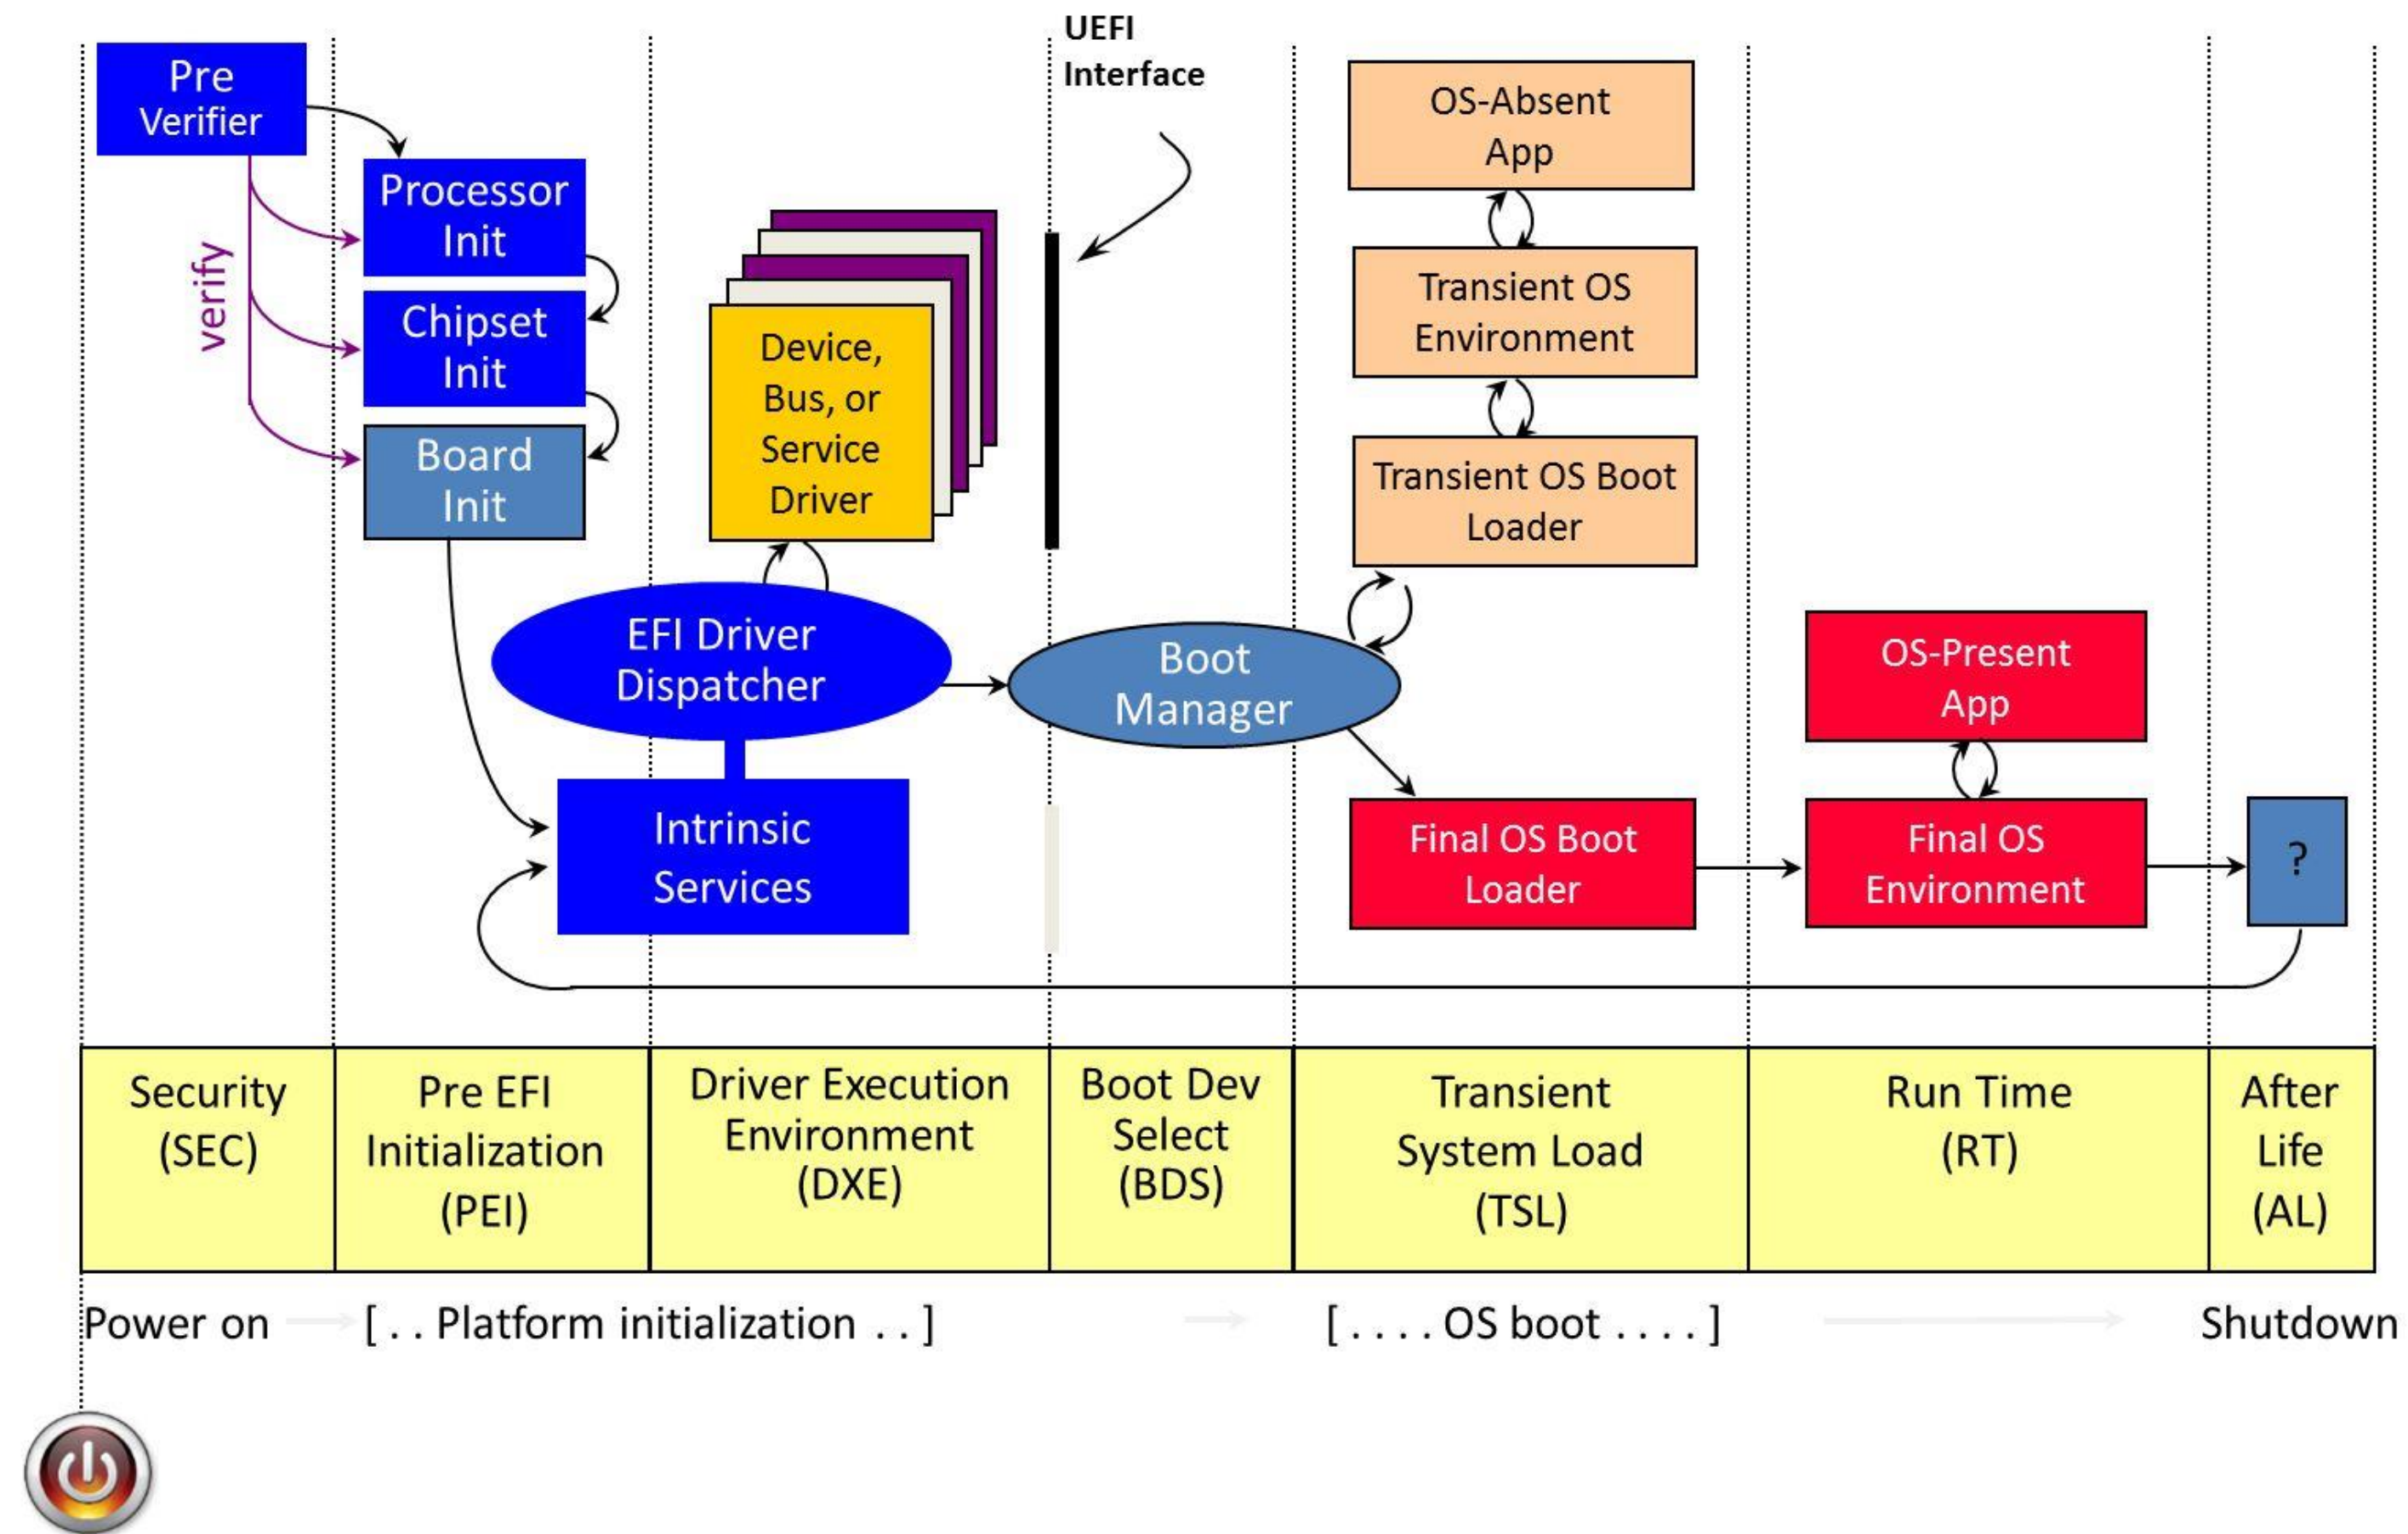 UEFI
Interface
Pre
Verifier
verify
Processor
Init
Chipset
Init
Board
Init
Device,
Bus, or
Service
Driver
EFI Driver
Dispatcher
Intrinsic
Services
Boot
Manager
OS-Absent
App
Transient OS
Environment
Transient OS Boot
Loader
Final OS Boot
Loader
OS-Present
App
Final OS
Environment
?
Security
(SEC)
Pre EFI
Initialization
(PEI)
Driver Execution
Environment
(DXE)
Boot Dev
Select
(BDS)
Transient
System Load
(TSL)
Run Time
(RT)
After
Life
(AL)
Power on
[ . . Platform initialization . . ]
[ . . . . OS boot . . . . ]
Shutdown